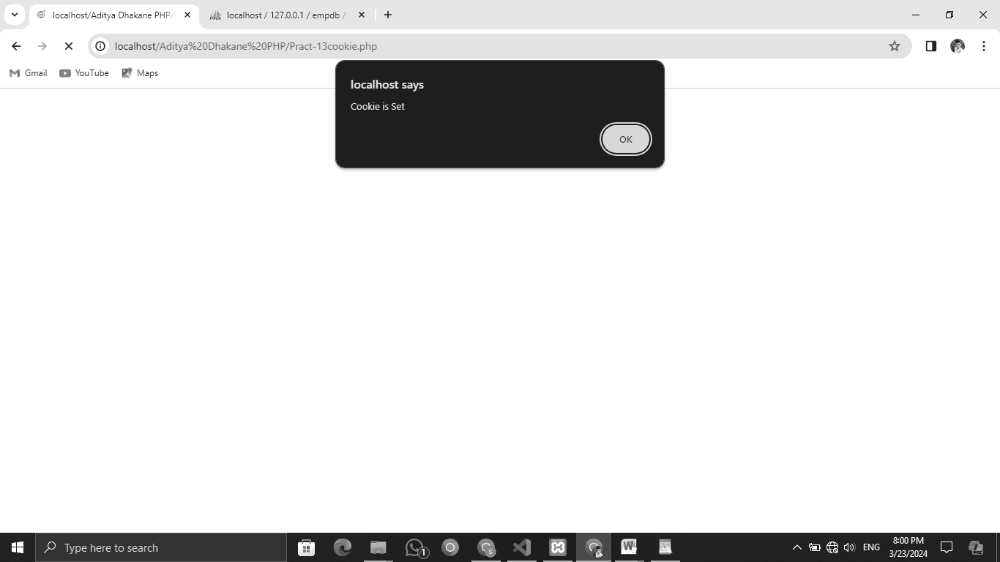 localhost/Aditya Dhakane PHP/
localhost / 127.0.0.1 / empdb /
localhost/Aditya%20Dhakane%20PHP/Pract-13cookie.php
Gmail
YouTube
Maps
localhost says
Cookie is Set
OK
Type here to search
1
S
W
ENG
8:00 PM
3/23/2024
PRE